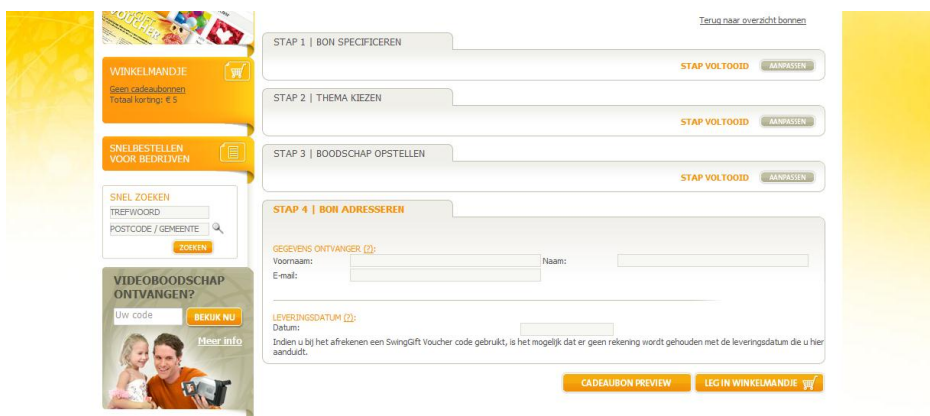 Terug naar overzicht bonnen
VOUCHER
WINKELMANDJE
Geen cadeaubonnen
Totaal korting: € 5
SNELBESTELLEN
VOOR BEDRIJVEN
SNEL ZOEKEN
TREFWOORD
POSTCODE / GEMEENTE
ZOEKEN
VIDEOBOODSCHAP
ONTVANGEN?
Uw code BEKIJK NU
Meer info
STAP 1 | BON SPECIFICEREN
STAP VOLTOOID AANPASSEN
STAP 2 | THEMA KIEZEN
STAP VOLTOOID AANPASSEN
STAP 3 | BOODSCHAP OPSTELLEN
STAP VOLTOOID AANPASSEN
STAP 4 | BON ADRESSEREN
GEGEVENS ONTVANGER [?]:
Voornaam: Naam:
E-mail:
LEVERINGSDATUM [?]:
Datum:
Indien u bij het afrekenen een SwingGift Voucher code gebruikt, is het mogelijk dat er geen rekening wordt gehouden met de leveringsdatum die u hier
aanduidt.
CADEAUBON PREVIEW LEG IN WINKELMANDJE